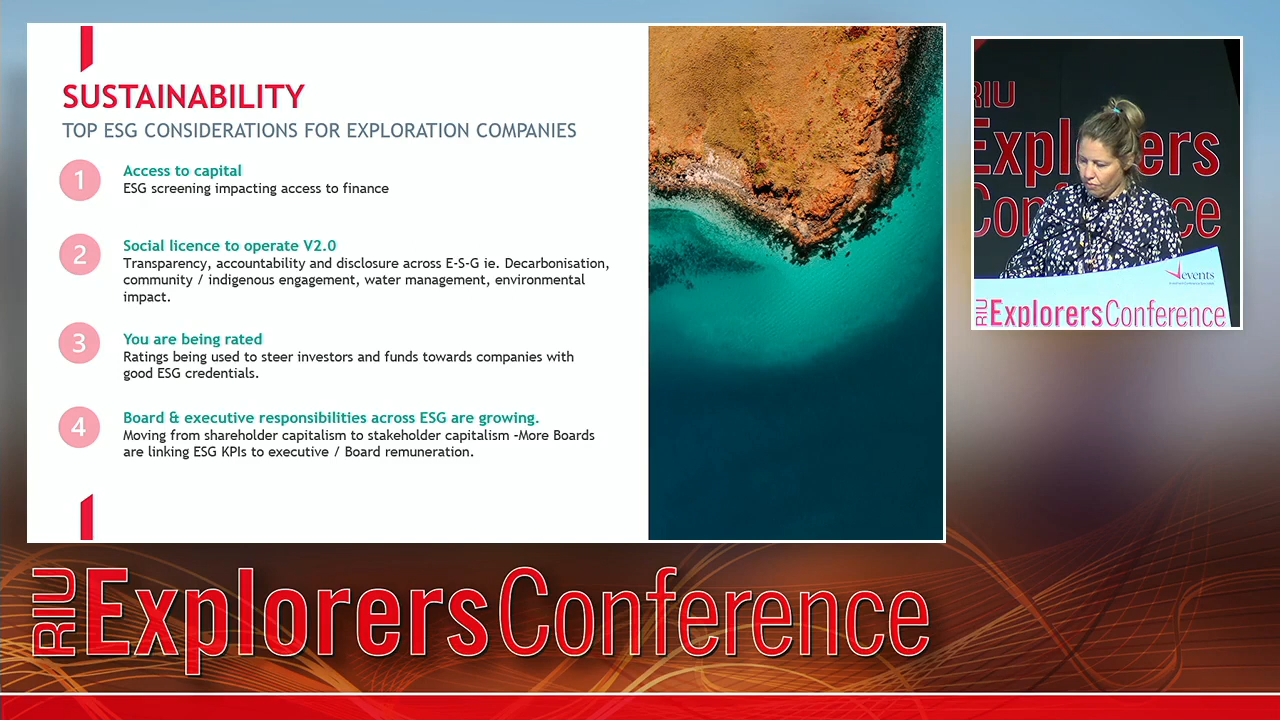 SUSTAINABILITY
TOP ESG CONSIDERATIONS FOR EXPLORATION COMPANIES
1
Access to capital
ESG screening impacting access to finance
2
Social licence to operate V2.0
Transparency, accountability and disclosure across E-S-G ie. Decarbonisation,
community / indigenous engagement, water management, environmental
impact.
3
You are being rated
Ratings being used to steer investors and funds towards companies with
good ESG credentials.
4
Board & executive responsibilities across ESG are growing.
Moving from shareholder capitalism to stakeholder capitalism -More Boards
are linking ESG KPIs to executive / Board remuneration.
RIU
Explorers
Conference
Vevents
RIU ExplorersConference
RIU ExplorersConference